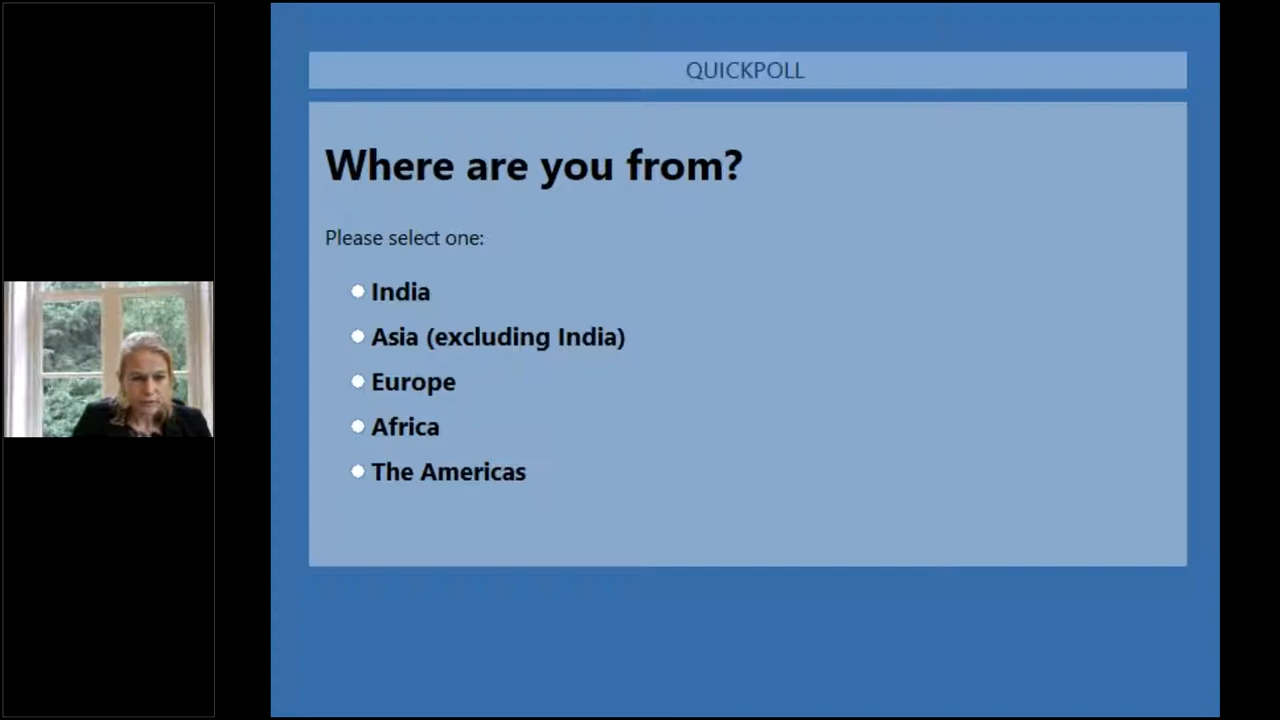 QUICKPOLL
Where are you from?
Please select one:
India
Asia (excluding India)
Europe
Africa
The Americas